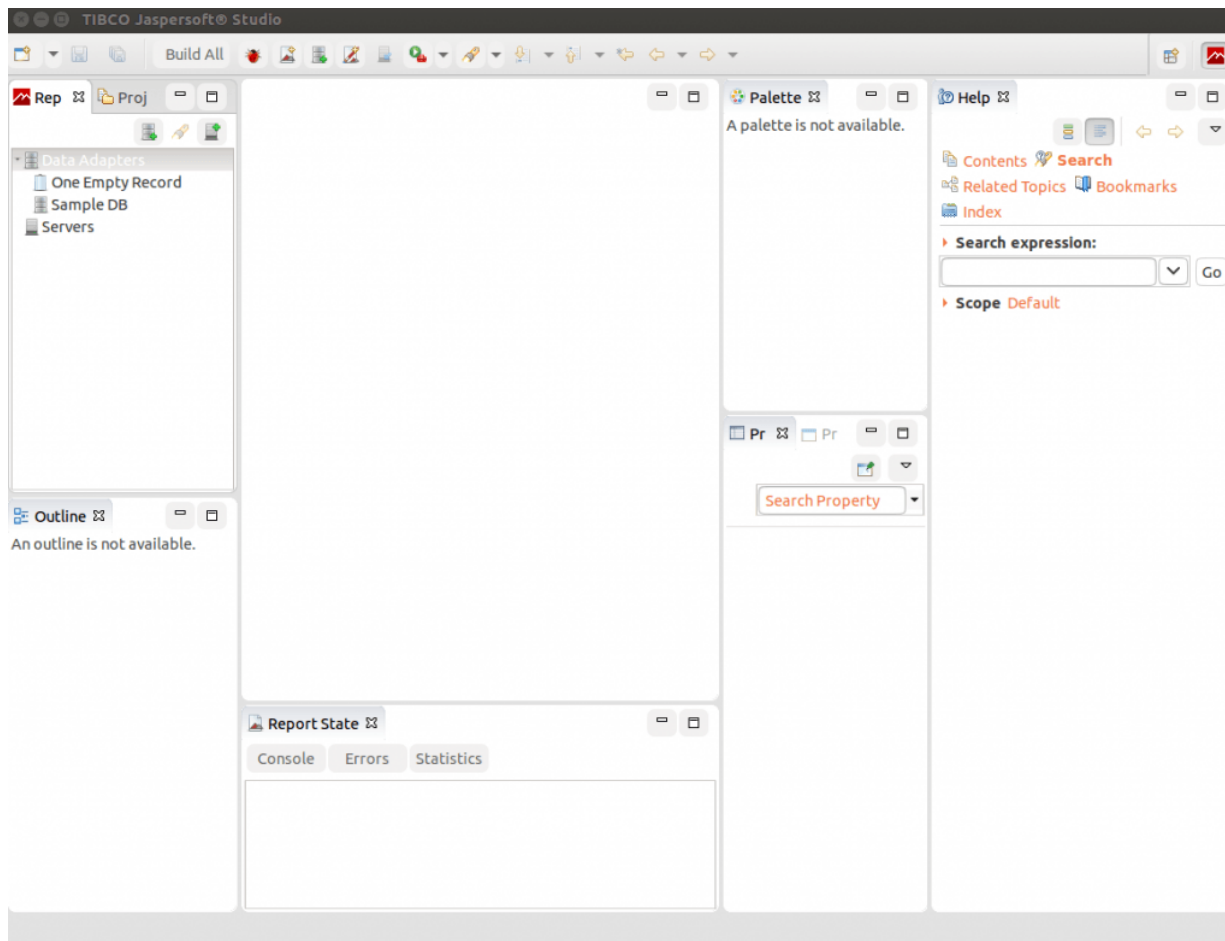 TIBCO Jaspersoft® Studio
Build All
Rep Proj
Data Adapters
One Empty Record
Sample DB
Servers
Outline
An outline is not available.
Report State
Console Errors Statistics
Palette
A palette is not available.
Pr Pr
Search Property
Help
Contents Search
Related Topics Bookmarks
Index
Search expression:
Go
Scope Default